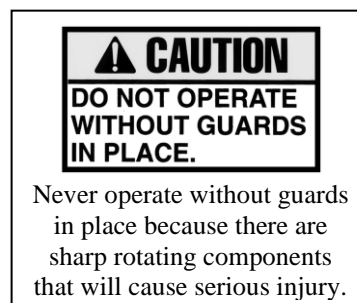 CAUTION
DO NOT OPERATE
WITHOUT GUARDS
IN PLACE.
Never operate without guards
in place because there are
sharp rotating components
that will cause serious injury.